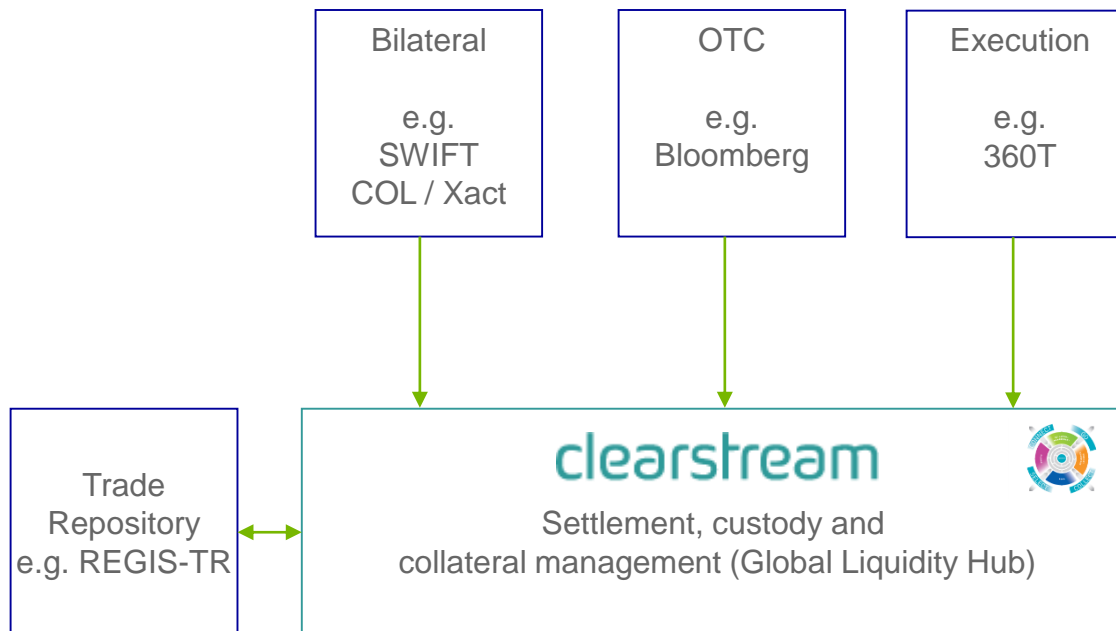 Bilateral
e.g.
SWIFT
COL / Xact
OTC
e.g.
Bloomberg
Execution
e.g.
360T
Trade
Repository
e.g. REGIS-TR
clearstream
Settlement, custody and
collateral management (Global Liquidity Hub)